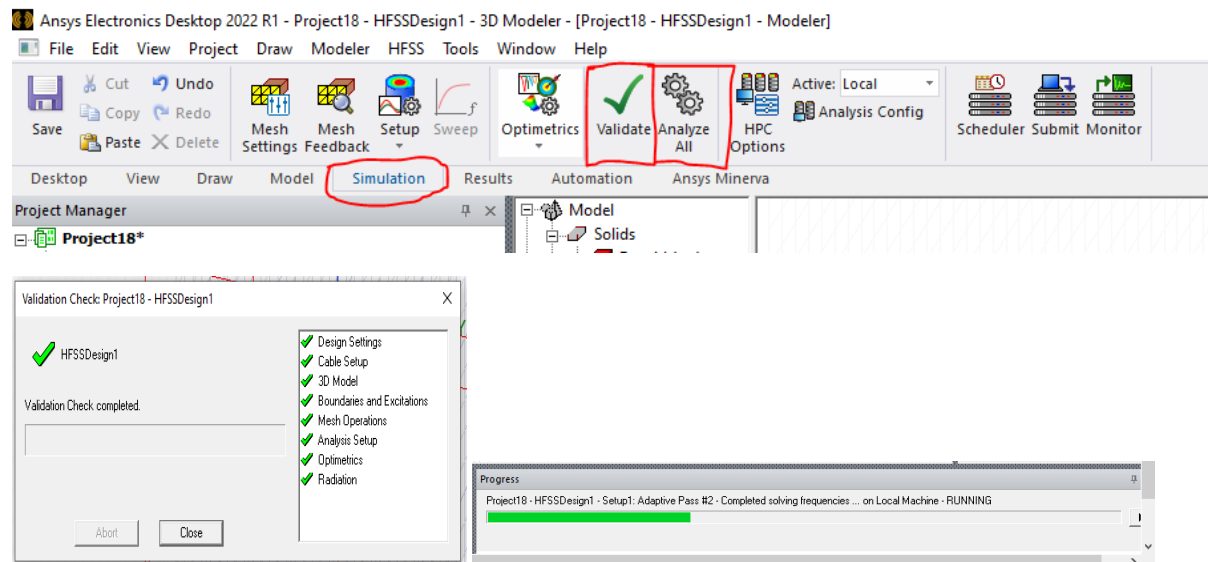 Ansys Electronics Desktop 2022 R1 - Project18 - HFSSDesign1 - 3D Modeler - [Project18 - HFSSDesign1 - Modeler]
File Edit View Project Draw Modeler HFSS Tools Window Help
Save
Cut
Copy
Paste
Undo
Redo
Delete
Mesh Settings
Mesh Feedback
Setup
Sweep
Optimetrics
Validate
Analyze All
HPC Options
Active: Local
Analysis Config
Scheduler
Submit
Monitor
Desktop View Draw Model Simulation Results Automation Ansys Minerva
Project Manager
Project18*
Model
Solids
Validation Check: Project18 - HFSSDesign1
HFSSDesign1
Validation Check completed.
Abort
Close
Design Settings
Cable Setup
3D Model
Boundaries and Excitations
Mesh Operations
Analysis Setup
Optimetrics
Radiation
Progress
Project18 - HFSSDesign1 - Setup1: Adaptive Pass #2 - Completed solving frequencies ... on Local Machine - RUNNING